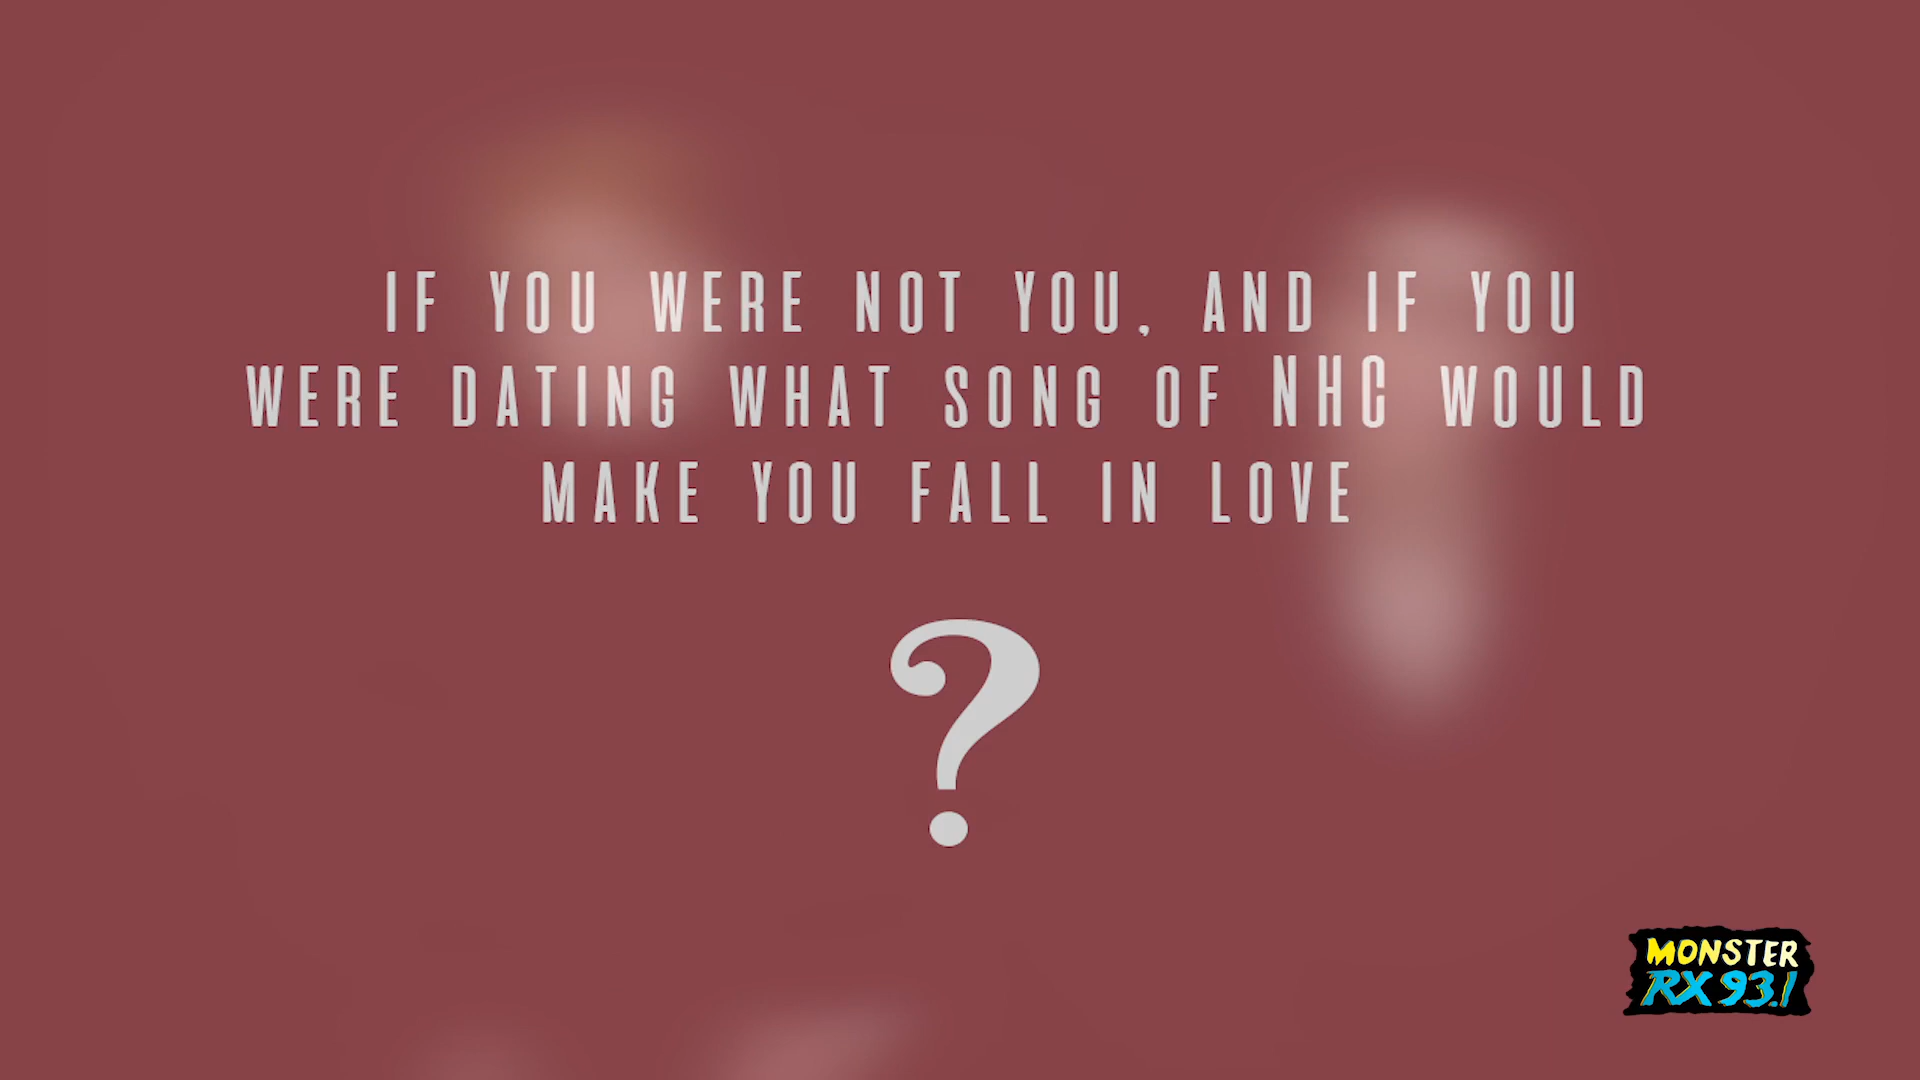 IF YOU WERE NOT YOU, AND IF YOU
WERE DATING WHAT SONG OF NHC WOULD
MAKE YOU FALL IN LOVE
?
MONSTER
RX 93.1